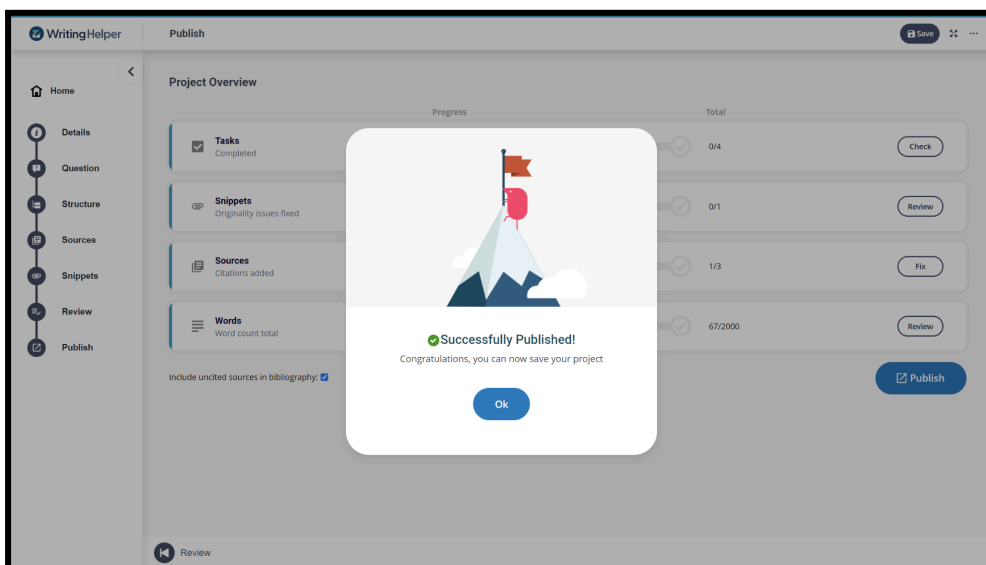 WritingHelper
Publish
Save
Home
Details
Question
Structure
Sources
Snippets
Review
Publish
Project Overview
Progress
Total
Tasks
Completed
0/4
Check
Snippets
Originality issues fixed
0/1
Review
Sources
Citations added
1/3
Fix
Words
Word count total
67/2000
Review
Include uncited sources in bibliography:
Publish
Successfully Published!
Congratulations, you can now save your project
Ok
Review